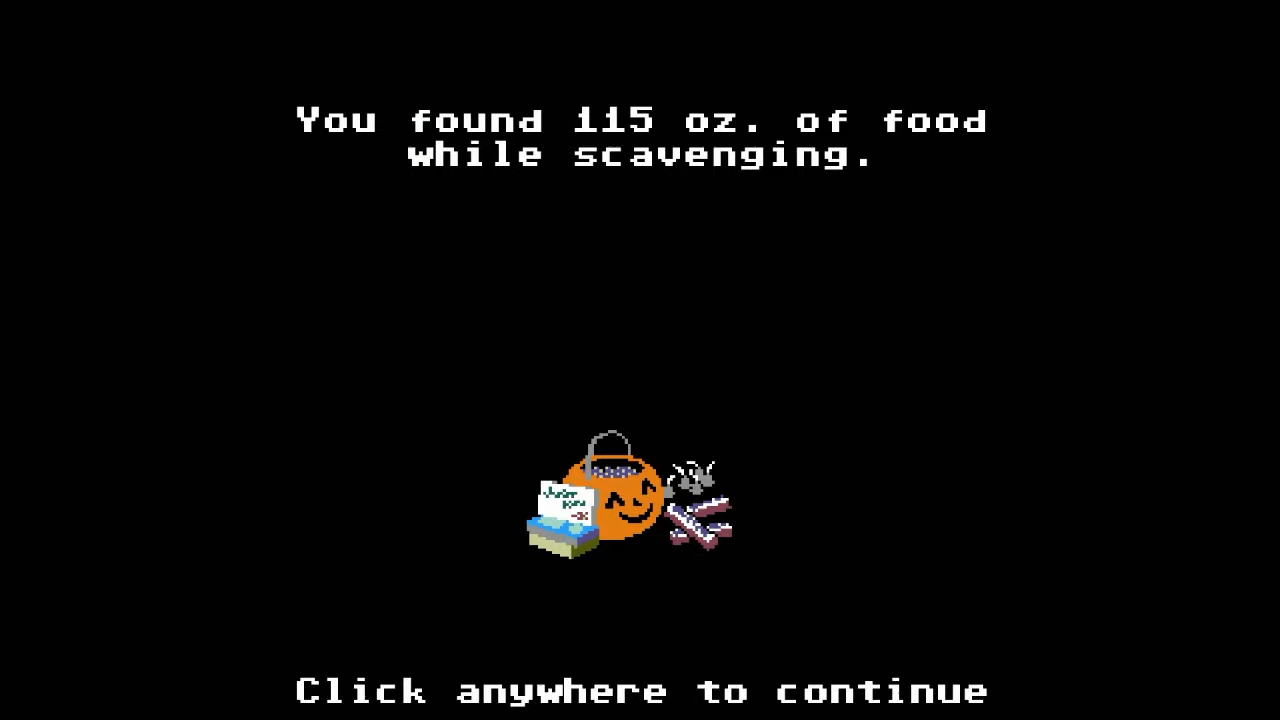 You found 115 oz. of food
while scavenging.
Click anywhere to continue